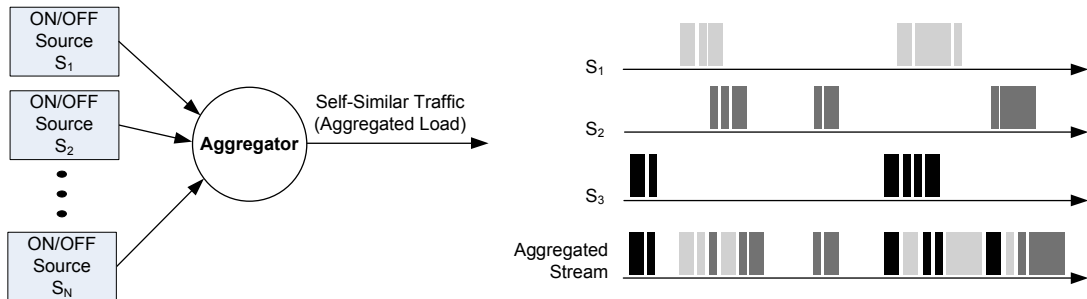 ON/OFF
Source
S₁
ON/OFF
Source
S₂
ON/OFF
Source
S_N
Aggregator
Self-Similar Traffic
(Aggregated Load)
S₁
S₂
S₃
Aggregated
Stream